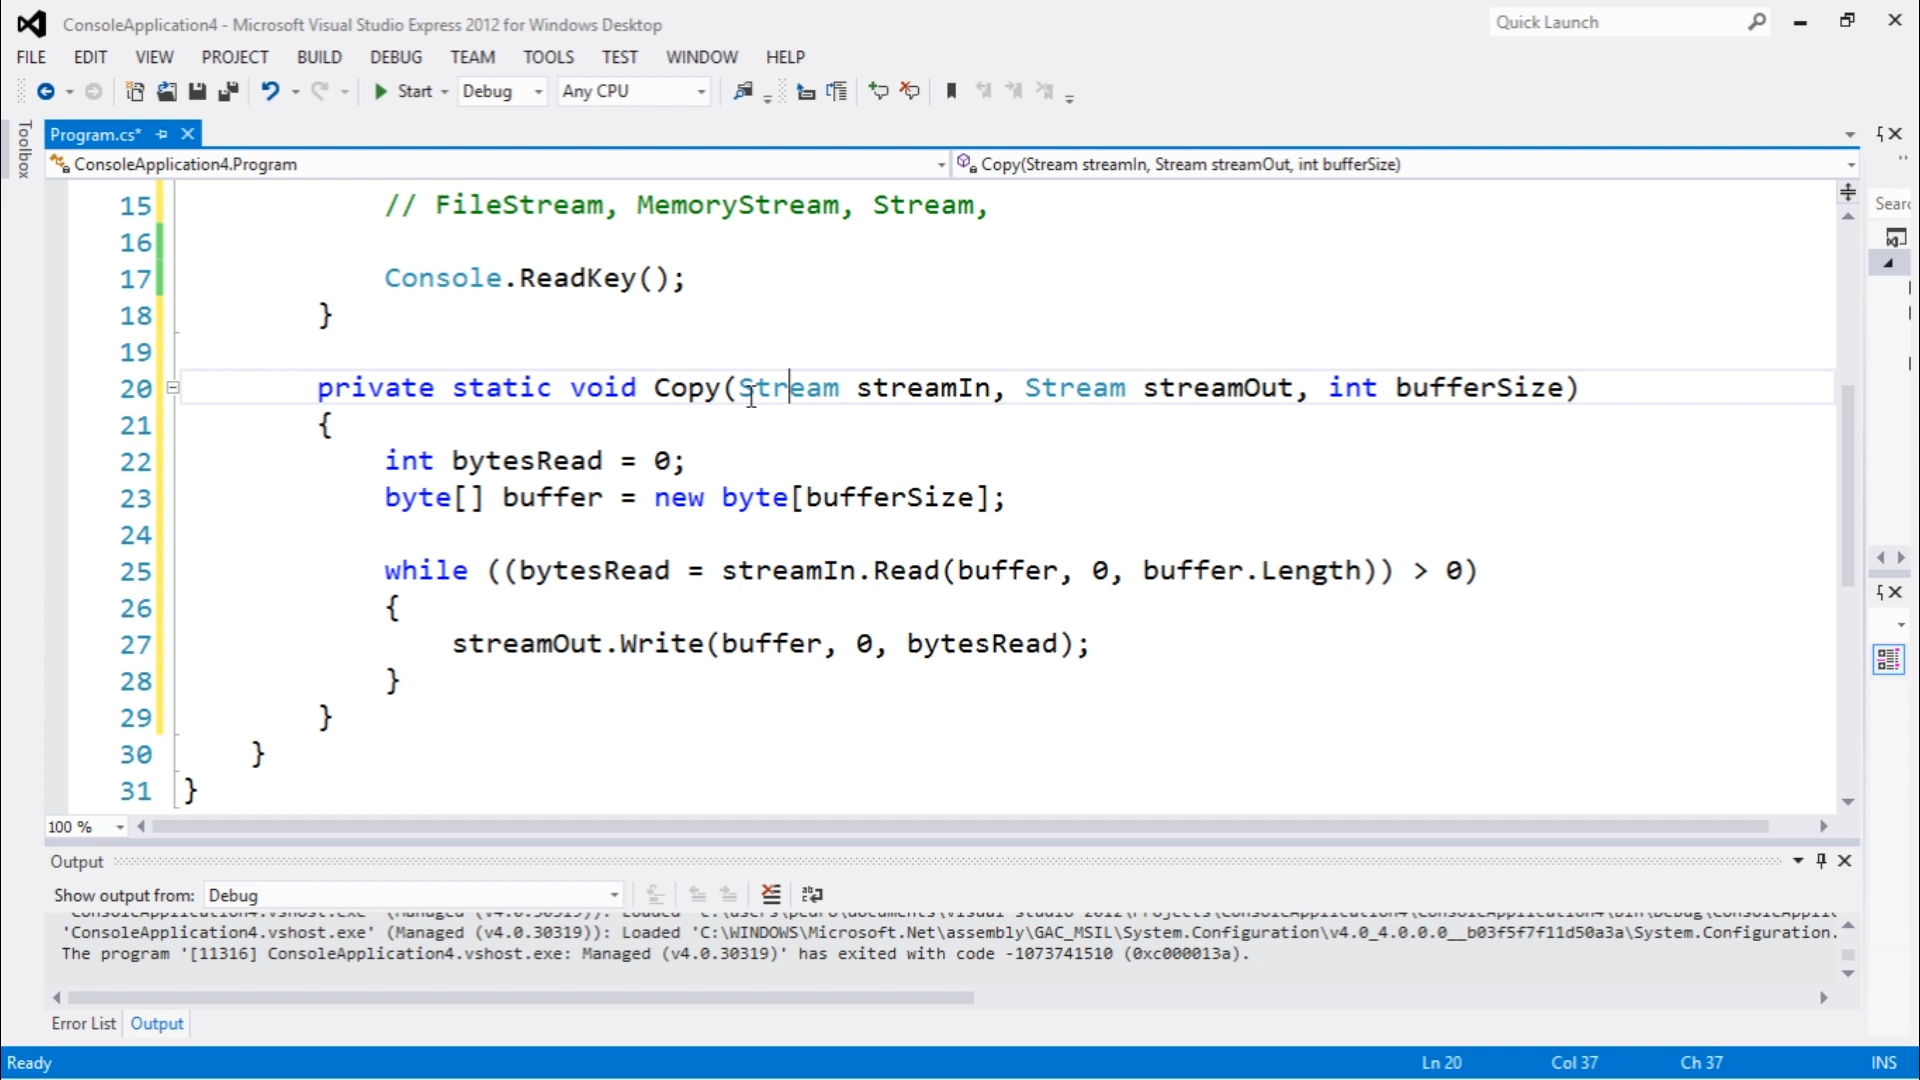 ConsoleApplication4 - Microsoft Visual Studio Express 2012 for Windows Desktop
Quick Launch
FILE EDIT VIEW PROJECT BUILD DEBUG TEAM TOOLS TEST WINDOW HELP
Start Debug Any CPU
Toolbox
Program.cs*
ConsoleApplication4.Program
Copy(Stream streamIn, Stream streamOut, int bufferSize)
15 // FileStream, MemoryStream, Stream,
16
17 Console.ReadKey();
18 }
19
20 private static void Copy(Stream streamIn, Stream streamOut, int bufferSize)
21 {
22 int bytesRead = 0;
23 byte[] buffer = new byte[bufferSize];
24
25 while ((bytesRead = streamIn.Read(buffer, 0, buffer.Length)) > 0)
26 {
27 streamOut.Write(buffer, 0, bytesRead);
28 }
29 }
30 }
31 }
100 %
Output
Show output from: Debug
'ConsoleApplication4.vshost.exe' (Managed (v4.0.30319)): Loaded 'C:\WINDOWS\Microsoft.Net\assembly\GAC_MSIL\System.Configuration\v4.0_4.0.0.0__b03f5f7f11d50a3a\System.Configuration.
The program '[11316] ConsoleApplication4.vshost.exe: Managed (v4.0.30319)' has exited with code -1073741510 (0xc000013a).
Error List Output
Ready
Ln 20 Col 37 Ch 37 INS